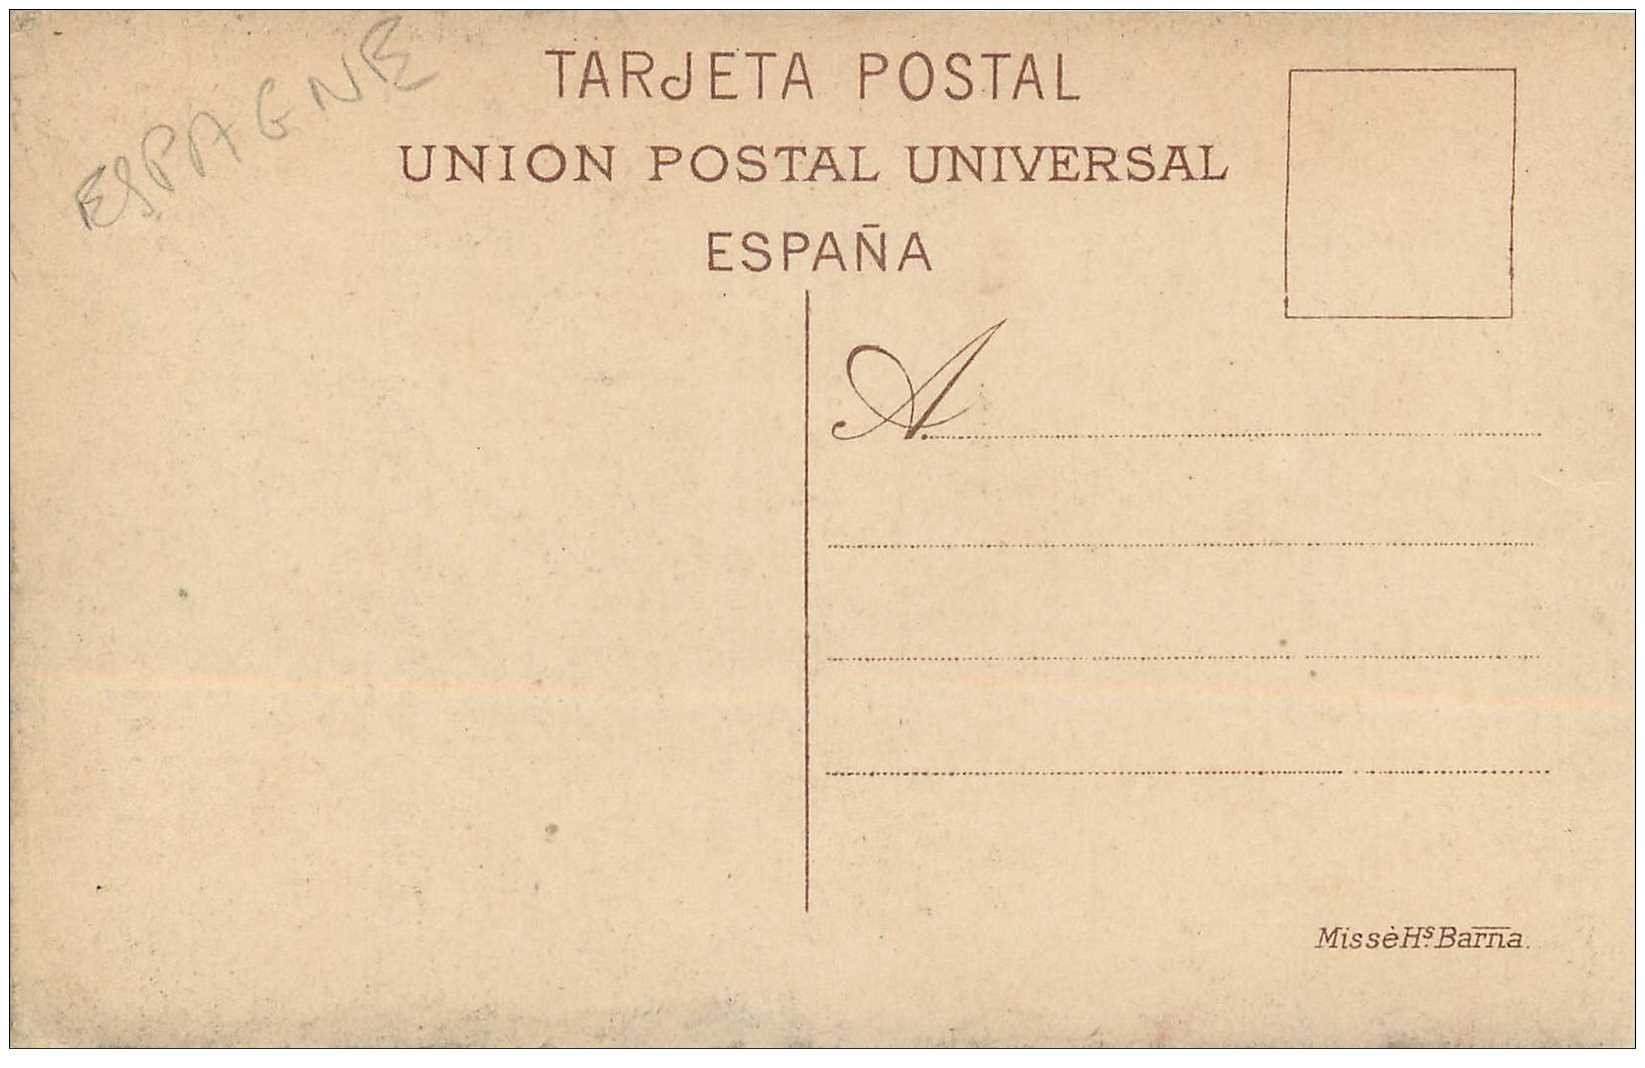 ESPAGNE
TARJETA POSTAL
UNION POSTAL UNIVERSAL
ESPAÑA
A
Missè Hs. Barna.